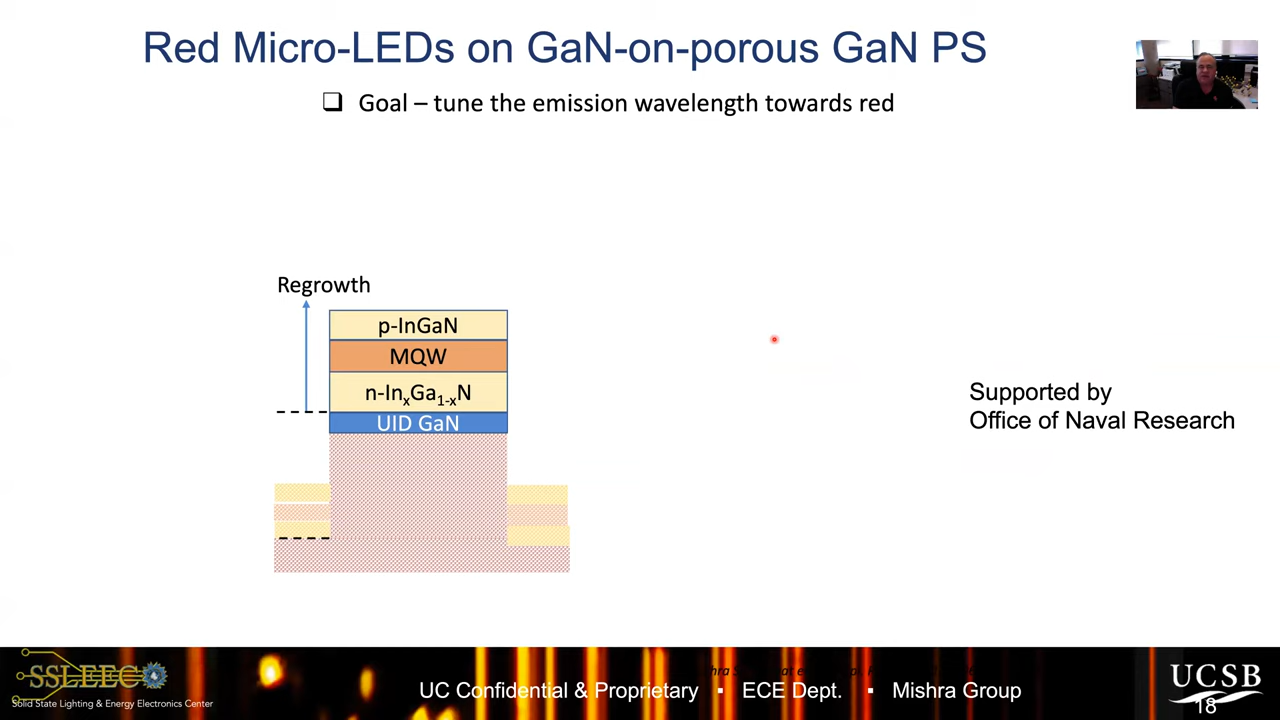 Red Micro-LEDs on GaN-on-porous GaN PS
❑ Goal – tune the emission wavelength towards red
Regrowth
p-InGaN
MQW
n-InxGa1-xN
UID GaN
Supported by
Office of Naval Research
SSLEEC
Solid State Lighting & Energy Electronics Center
UC Confidential & Proprietary ▪ ECE Dept. ▪ Mishra Group
UCSB
18